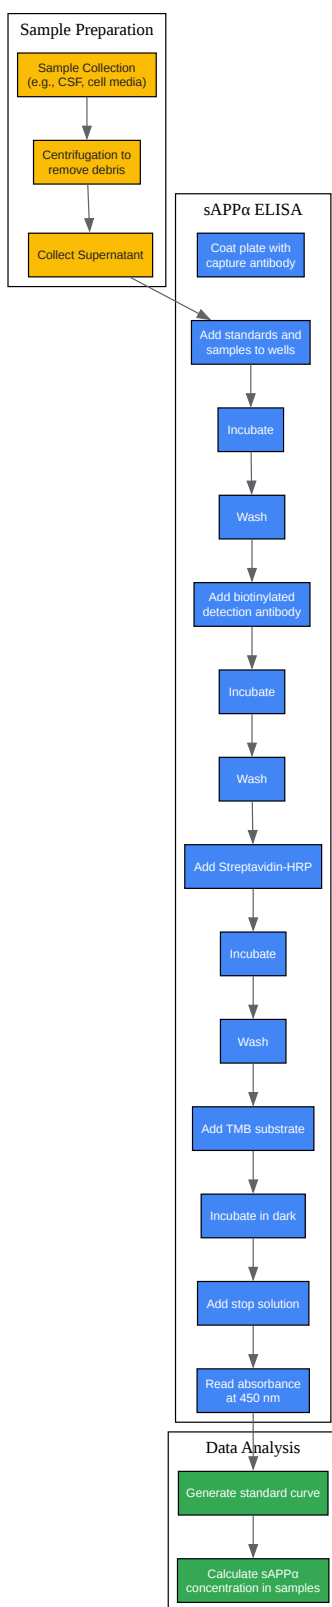 Sample Preparation
Sample Collection
(e.g., CSF, cell media)
Centrifugation to
remove debris
Collect Supernatant
sAPPα ELISA
Coat plate with
capture antibody
Add standards and
samples to wells
Incubate
Wash
Add biotinylated
detection antibody
Incubate
Wash
Add Streptavidin-HRP
Incubate
Wash
Add TMB substrate
Incubate in dark
Add stop solution
Read absorbance
at 450 nm
Data Analysis
Generate standard curve
Calculate sAPPα
concentration in samples